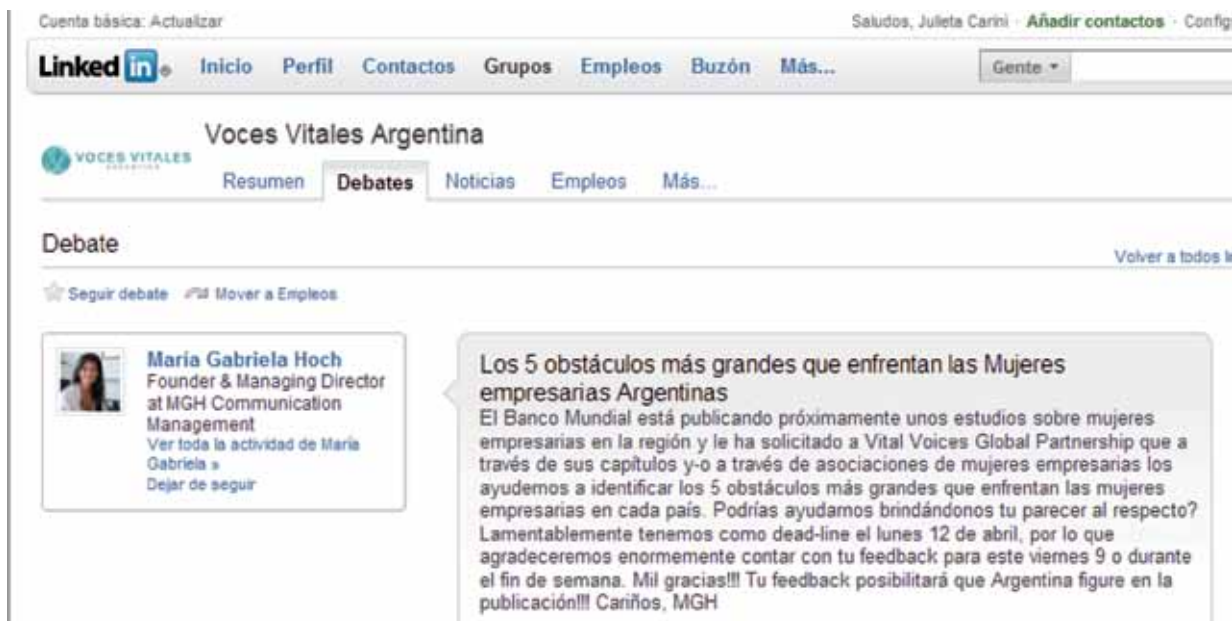 Cuenta básica: Actualizar
Saludos, Julieta Carini · Añadir contactos · Config
Linked in ® Inicio Perfil Contactos Grupos Empleos Buzón Más... Gente
Voces Vitales Argentina
VOCES VITALES
ARGENTINA
Resumen Debates Noticias Empleos Más...
Debate
Volver a todos l
Seguir debate Mover a Empleos
María Gabriela Hoch
Founder & Managing Director
at MGH Communication
Management
Ver toda la actividad de María
Gabriela »
Dejar de seguir
Los 5 obstáculos más grandes que enfrentan las Mujeres
empresarias Argentinas
El Banco Mundial está publicando próximamente unos estudios sobre mujeres
empresarias en la región y le ha solicitado a Vital Voices Global Partnership que a
través de sus capítulos y-o a través de asociaciones de mujeres empresarias los
ayudemos a identificar los 5 obstáculos más grandes que enfrentan las mujeres
empresarias en cada país. Podrías ayudarnos brindándonos tu parecer al respecto?
Lamentablemente tenemos como dead-line el lunes 12 de abril, por lo que
agradeceremos enormemente contar con tu feedback para este viernes 9 o durante
el fin de semana. Mil gracias!!! Tu feedback posibilitará que Argentina figure en la
publicación!!! Cariños, MGH